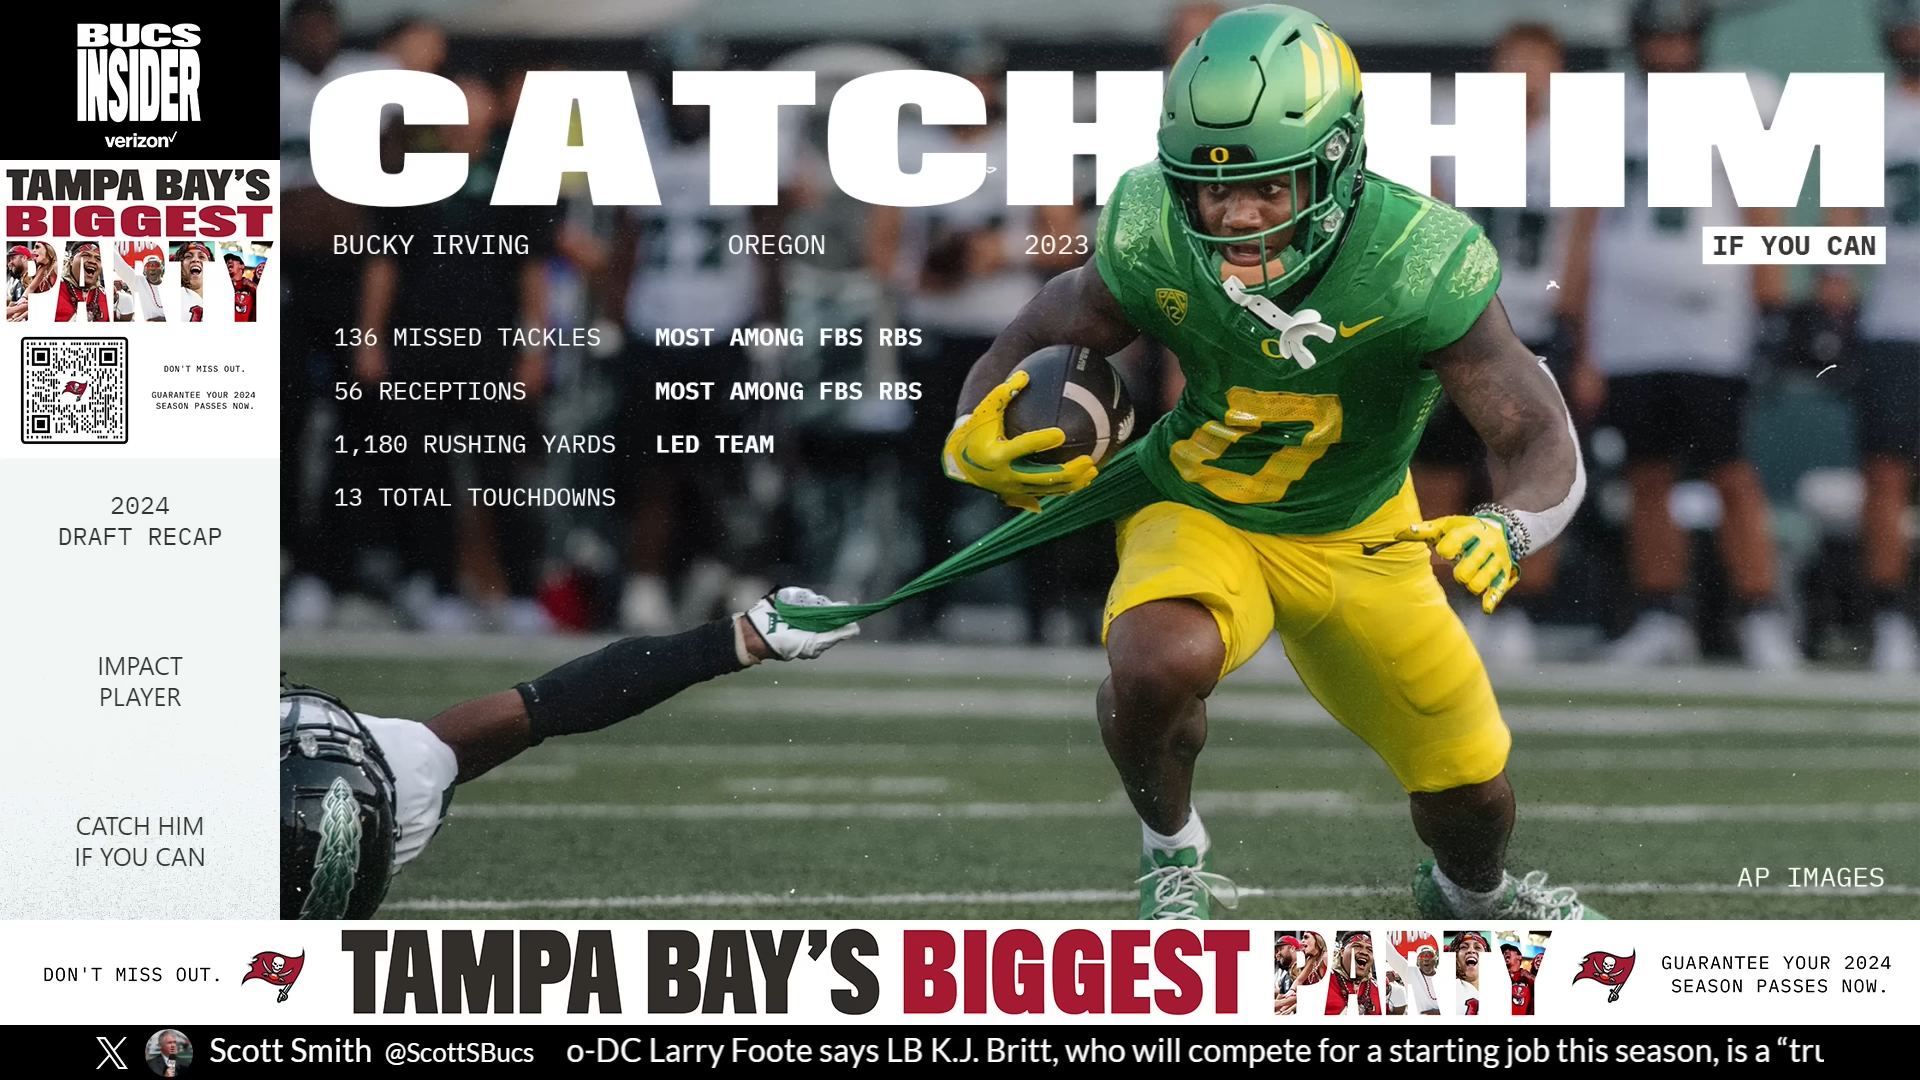 BUCS
INSIDER
verizon
TAMPA BAY'S
BIGGEST
PARTY
DON'T MISS OUT.
GUARANTEE YOUR 2024
SEASON PASSES NOW.
2024
DRAFT RECAP
IMPACT
PLAYER
CATCH HIM
IF YOU CAN
CATCH HIM
BUCKY IRVING OREGON 2023
IF YOU CAN
136 MISSED TACKLES MOST AMONG FBS RBS
56 RECEPTIONS MOST AMONG FBS RBS
1,180 RUSHING YARDS LED TEAM
13 TOTAL TOUCHDOWNS
O
PAC
12
O
0
AP IMAGES
DON'T MISS OUT.
TAMPA BAY'S BIGGEST PARTY
GUARANTEE YOUR 2024
SEASON PASSES NOW.
X Scott Smith @ScottSBucs o-DC Larry Foote says LB K.J. Britt, who will compete for a starting job this season, is a “tru